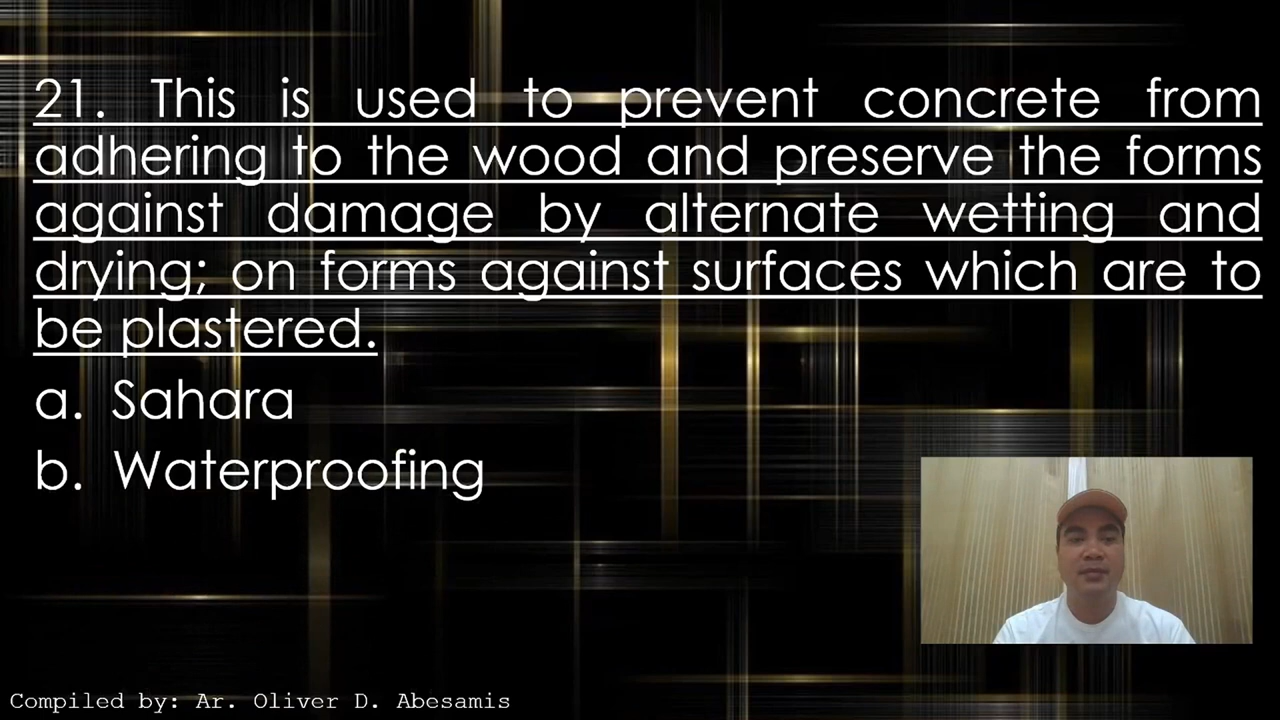 21. This is used to prevent concrete from
adhering to the wood and preserve the forms
against damage by alternate wetting and
drying; on forms against surfaces which are to
be plastered.
a. Sahara
b. Waterproofing
Compiled by: Ar. Oliver D. Abesamis